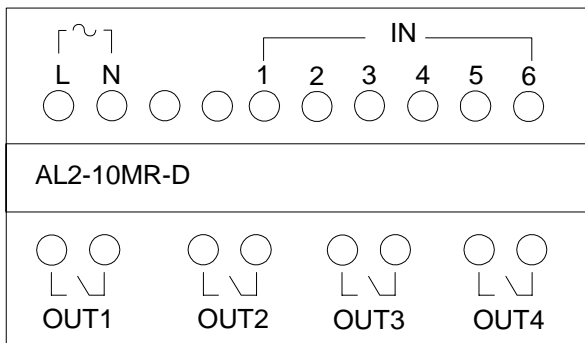 IN
L N 1 2 3 4 5 6
AL2-10MR-D
OUT1 OUT2 OUT3 OUT4